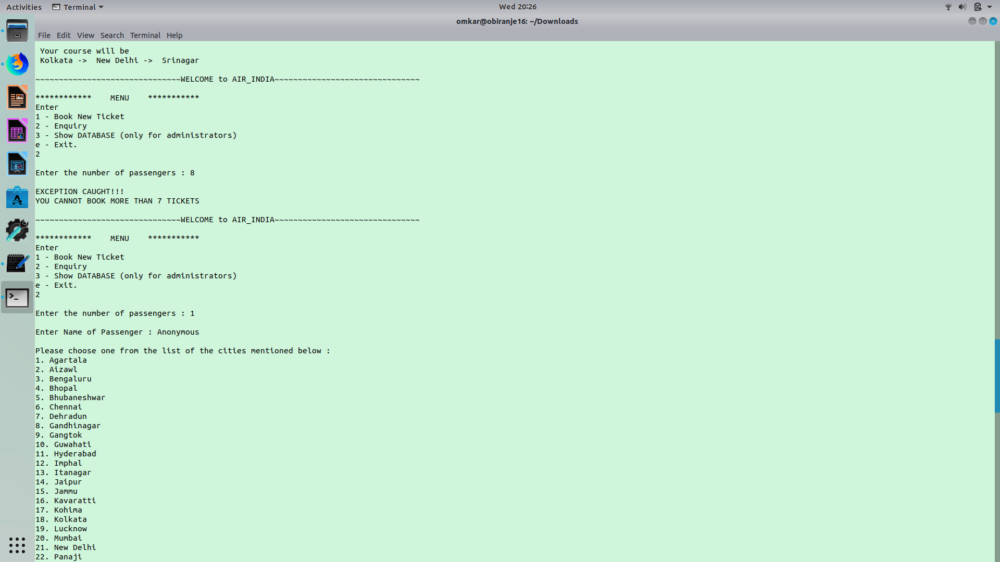 Activities Terminal Wed 20:26
omkar@obiranje16: ~/Downloads
File Edit View Search Terminal Help
Your course will be
Kolkata -> New Delhi -> Srinagar
~~~~~~~~~~~~~~~~~~~~~~~~~~~~~~~WELCOME to AIR_INDIA~~~~~~~~~~~~~~~~~~~~~~~~~~~~~~~
************ MENU ***********
Enter
1 - Book New Ticket
2 - Enquiry
3 - Show DATABASE (only for administrators)
e - Exit.
2
Enter the number of passengers : 8
EXCEPTION CAUGHT!!!
YOU CANNOT BOOK MORE THAN 7 TICKETS
~~~~~~~~~~~~~~~~~~~~~~~~~~~~~~~WELCOME to AIR_INDIA~~~~~~~~~~~~~~~~~~~~~~~~~~~~~~~
************ MENU ***********
Enter
1 - Book New Ticket
2 - Enquiry
3 - Show DATABASE (only for administrators)
e - Exit.
2
Enter the number of passengers : 1
Enter Name of Passenger : Anonymous
Please choose one from the list of the cities mentioned below :
1. Agartala
2. Aizawl
3. Bengaluru
4. Bhopal
5. Bhubaneshwar
6. Chennai
7. Dehradun
8. Gandhinagar
9. Gangtok
10. Guwahati
11. Hyderabad
12. Imphal
13. Itanagar
14. Jaipur
15. Jammu
16. Kavaratti
17. Kohima
18. Kolkata
19. Lucknow
20. Mumbai
21. New Delhi
22. Panaji